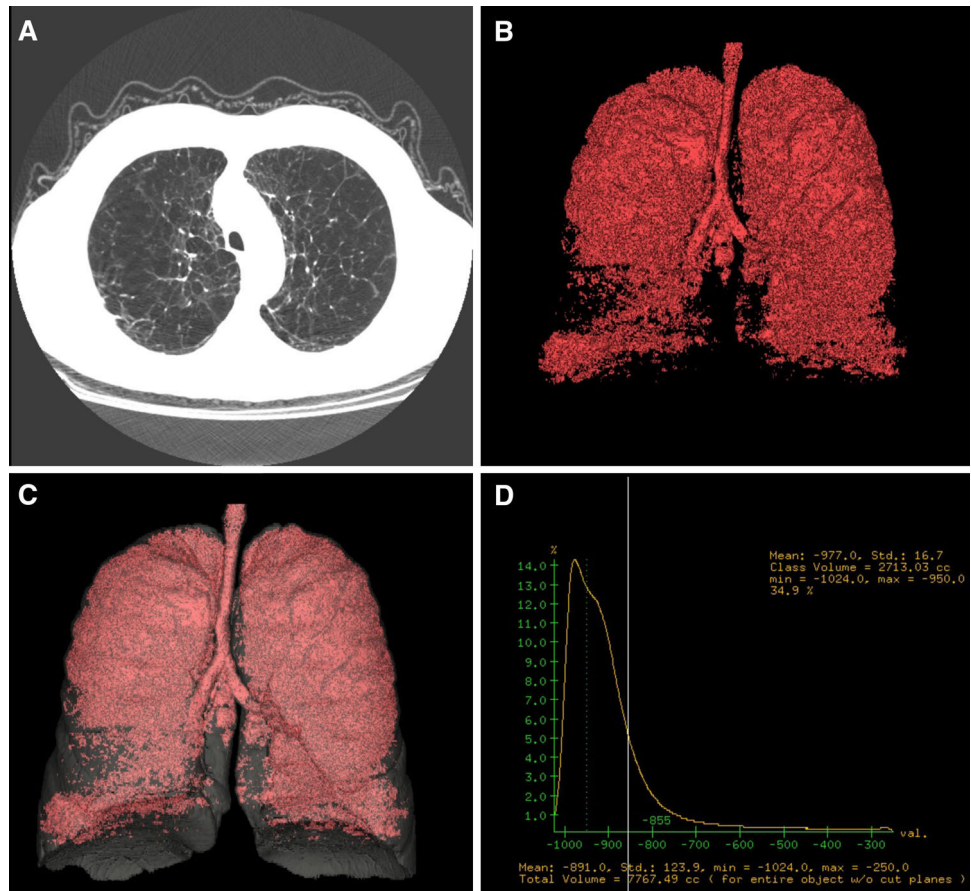 A
B
C
D
%
14.0
13.0
12.0
11.0
10.0
9.0
8.0
7.0
6.0
5.0
4.0
3.0
2.0
1.0
Mean: -977.0, Std.: 16.7
Class Volume = 2713.03 cc
min = -1024.0, max = -950.0
34.9 %
-855
val.
-1000 -900 -800 -700 -600 -500 -400 -300
Mean: -891.0, Std.: 123.9, min = -1024.0, max = -250.0
Total Volume = 7767.49 cc ( for entire object w/o cut planes )